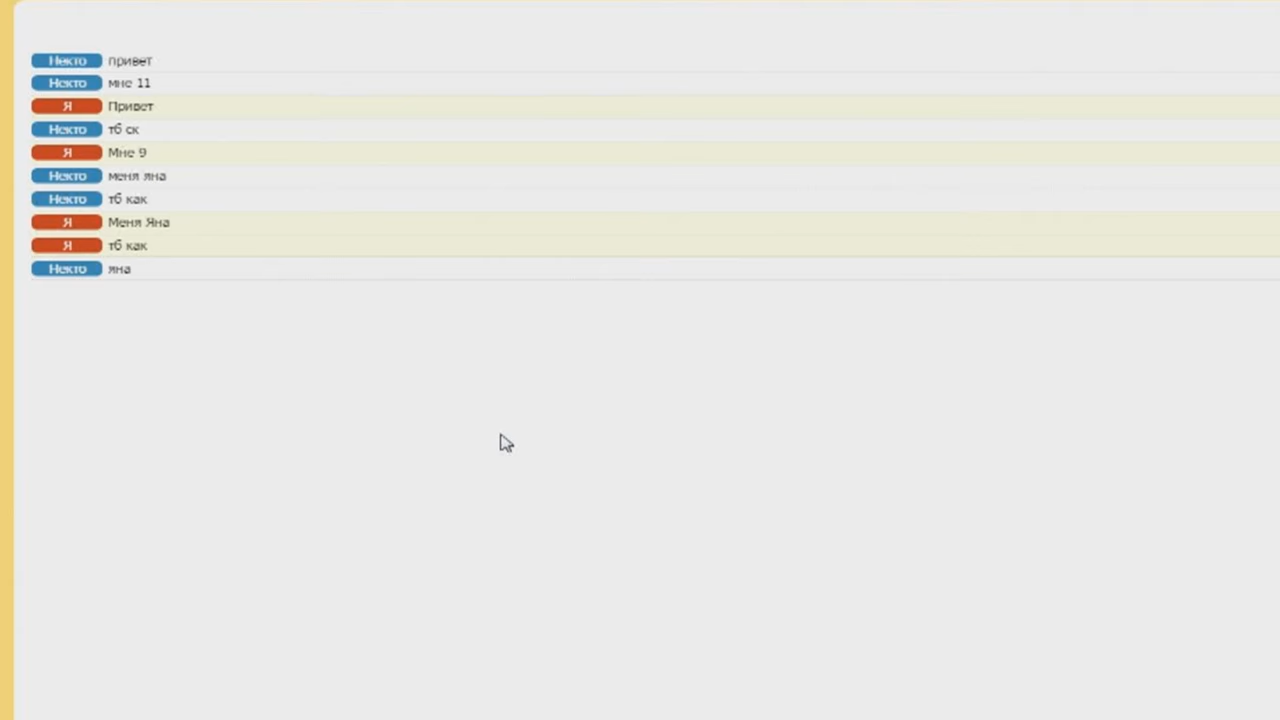 Некто привет
Некто мне 11
Я Привет
Некто тб ск
Я Мне 9
Некто меня яна
Некто тб как
Я Меня Яна
Я тб как
Некто яна